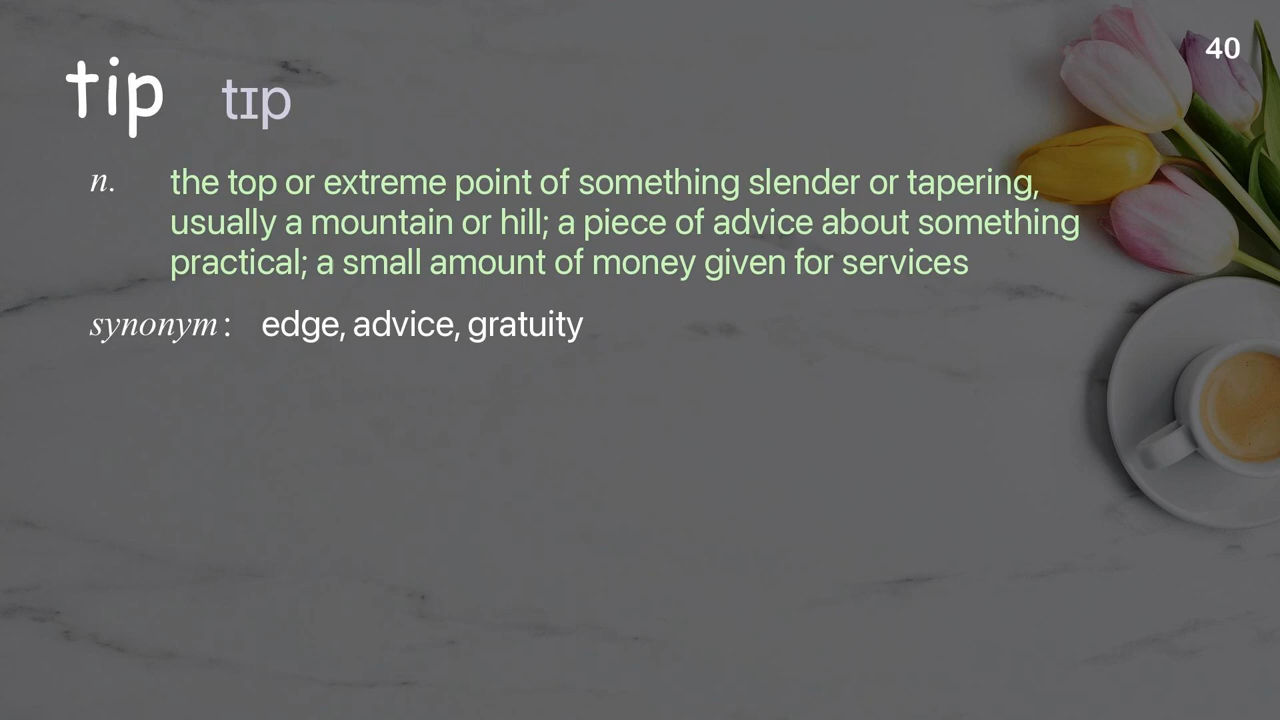 40
tip tɪp
n. the top or extreme point of something slender or tapering,
usually a mountain or hill; a piece of advice about something
practical; a small amount of money given for services
synonym: edge, advice, gratuity